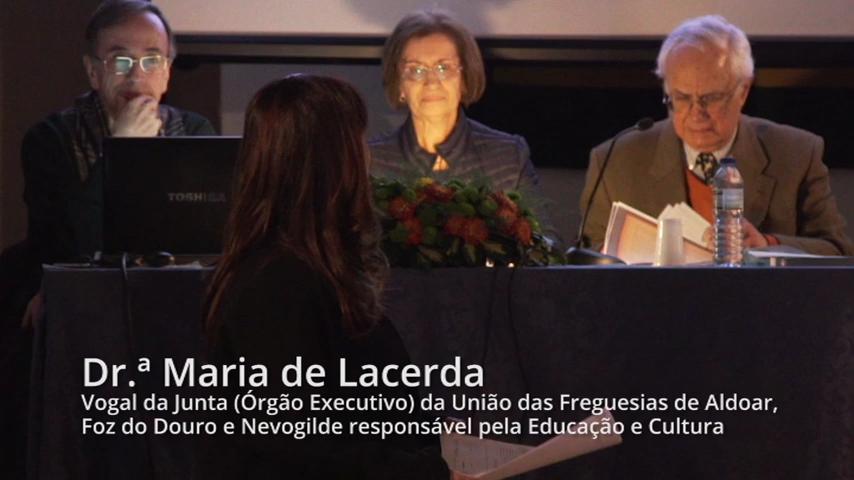 TOSHIBA
Dr.ª Maria de Lacerda
Vogal da Junta (Órgão Executivo) da União das Freguesias de Aldoar,
Foz do Douro e Nevogilde responsável pela Educação e Cultura